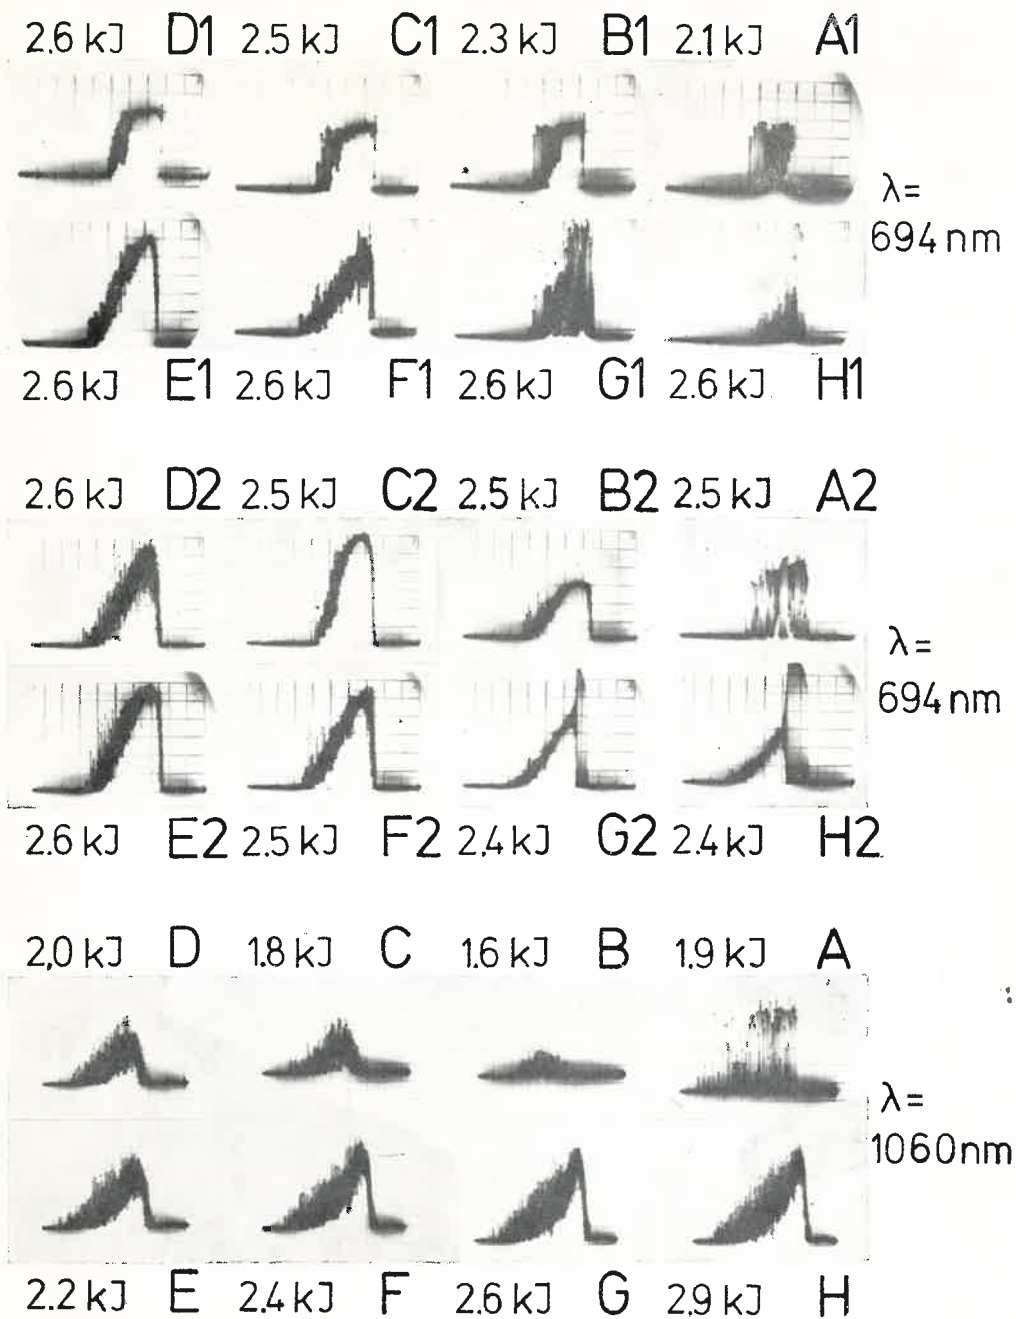 2.6 kJ D1 2.5 kJ C1 2.3 kJ B1 2.1 kJ A1
λ=
694 nm
2.6 kJ E1 2.6 kJ F1 2.6 kJ G1 2.6 kJ H1
2.6 kJ D2 2.5 kJ C2 2.5 kJ B2 2.5 kJ A2
λ=
694 nm
2.6 kJ E2 2.5 kJ F2 2.4 kJ G2 2.4 kJ H2
2,0 kJ D 1.8 kJ C 1.6 kJ B 1.9 kJ A
λ=
1060 nm
2.2 kJ E 2.4 kJ F 2.6 kJ G 2,9 kJ H